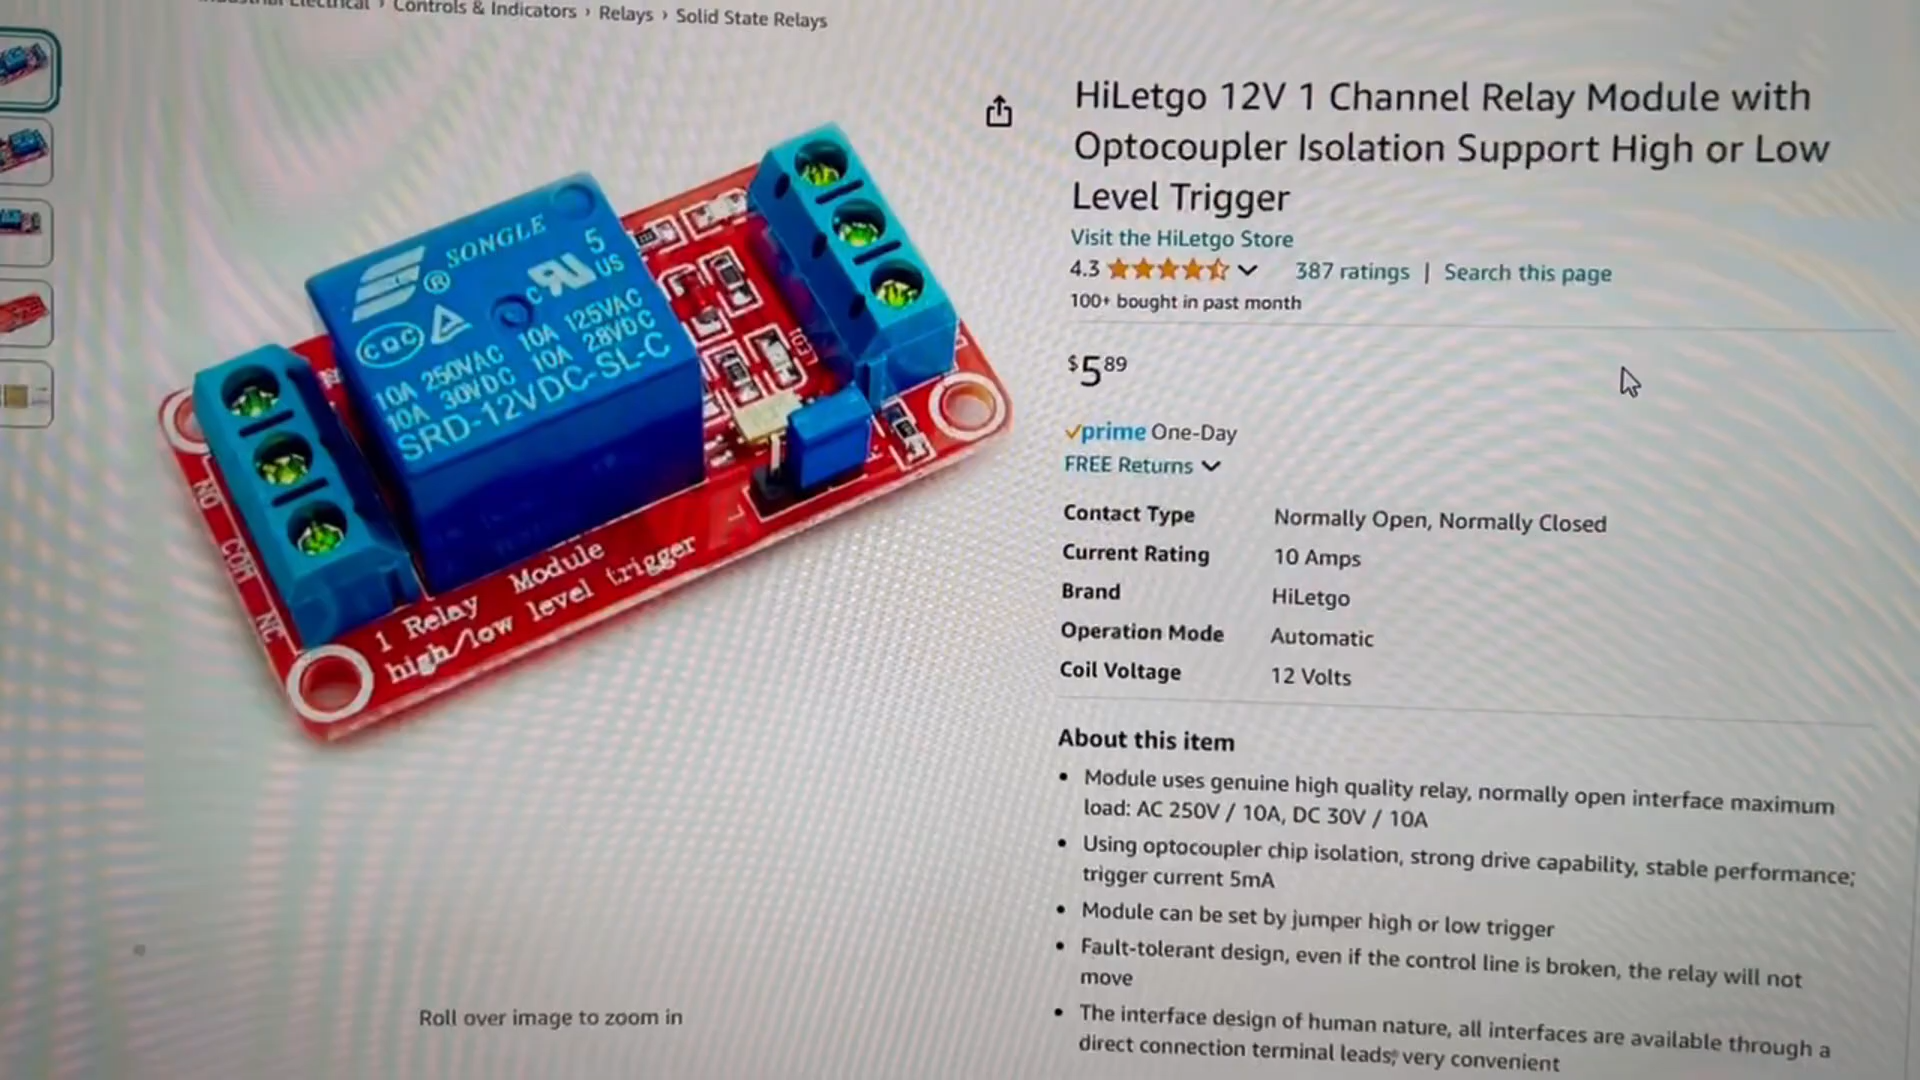 Controls & Indicators › Relays › Solid State Relays
HiLetgo 12V 1 Channel Relay Module with
Optocoupler Isolation Support High or Low
Level Trigger
Visit the HiLetgo Store
4.3
387 ratings | Search this page
100+ bought in past month
$5 89
prime One-Day
FREE Returns
Contact Type Normally Open, Normally Closed
Current Rating 10 Amps
Brand HiLetgo
Operation Mode Automatic
Coil Voltage 12 Volts
About this item
• Module uses genuine high quality relay, normally open interface maximum
load: AC 250V / 10A, DC 30V / 10A
• Using optocoupler chip isolation, strong drive capability, stable performance;
trigger current 5mA
• Module can be set by jumper high or low trigger
• Fault-tolerant design, even if the control line is broken, the relay will not
move
• The interface design of human nature, all interfaces are available through a
direct connection terminal leads, very convenient
SONGLE
®
5
c US
CQC
10A 250VAC 10A 125VAC
10A 30VDC 10A 28VDC
SRD-12VDC-SL-C
NO
COM
NC
1 Relay Module
high/low level trigger
Roll over image to zoom in